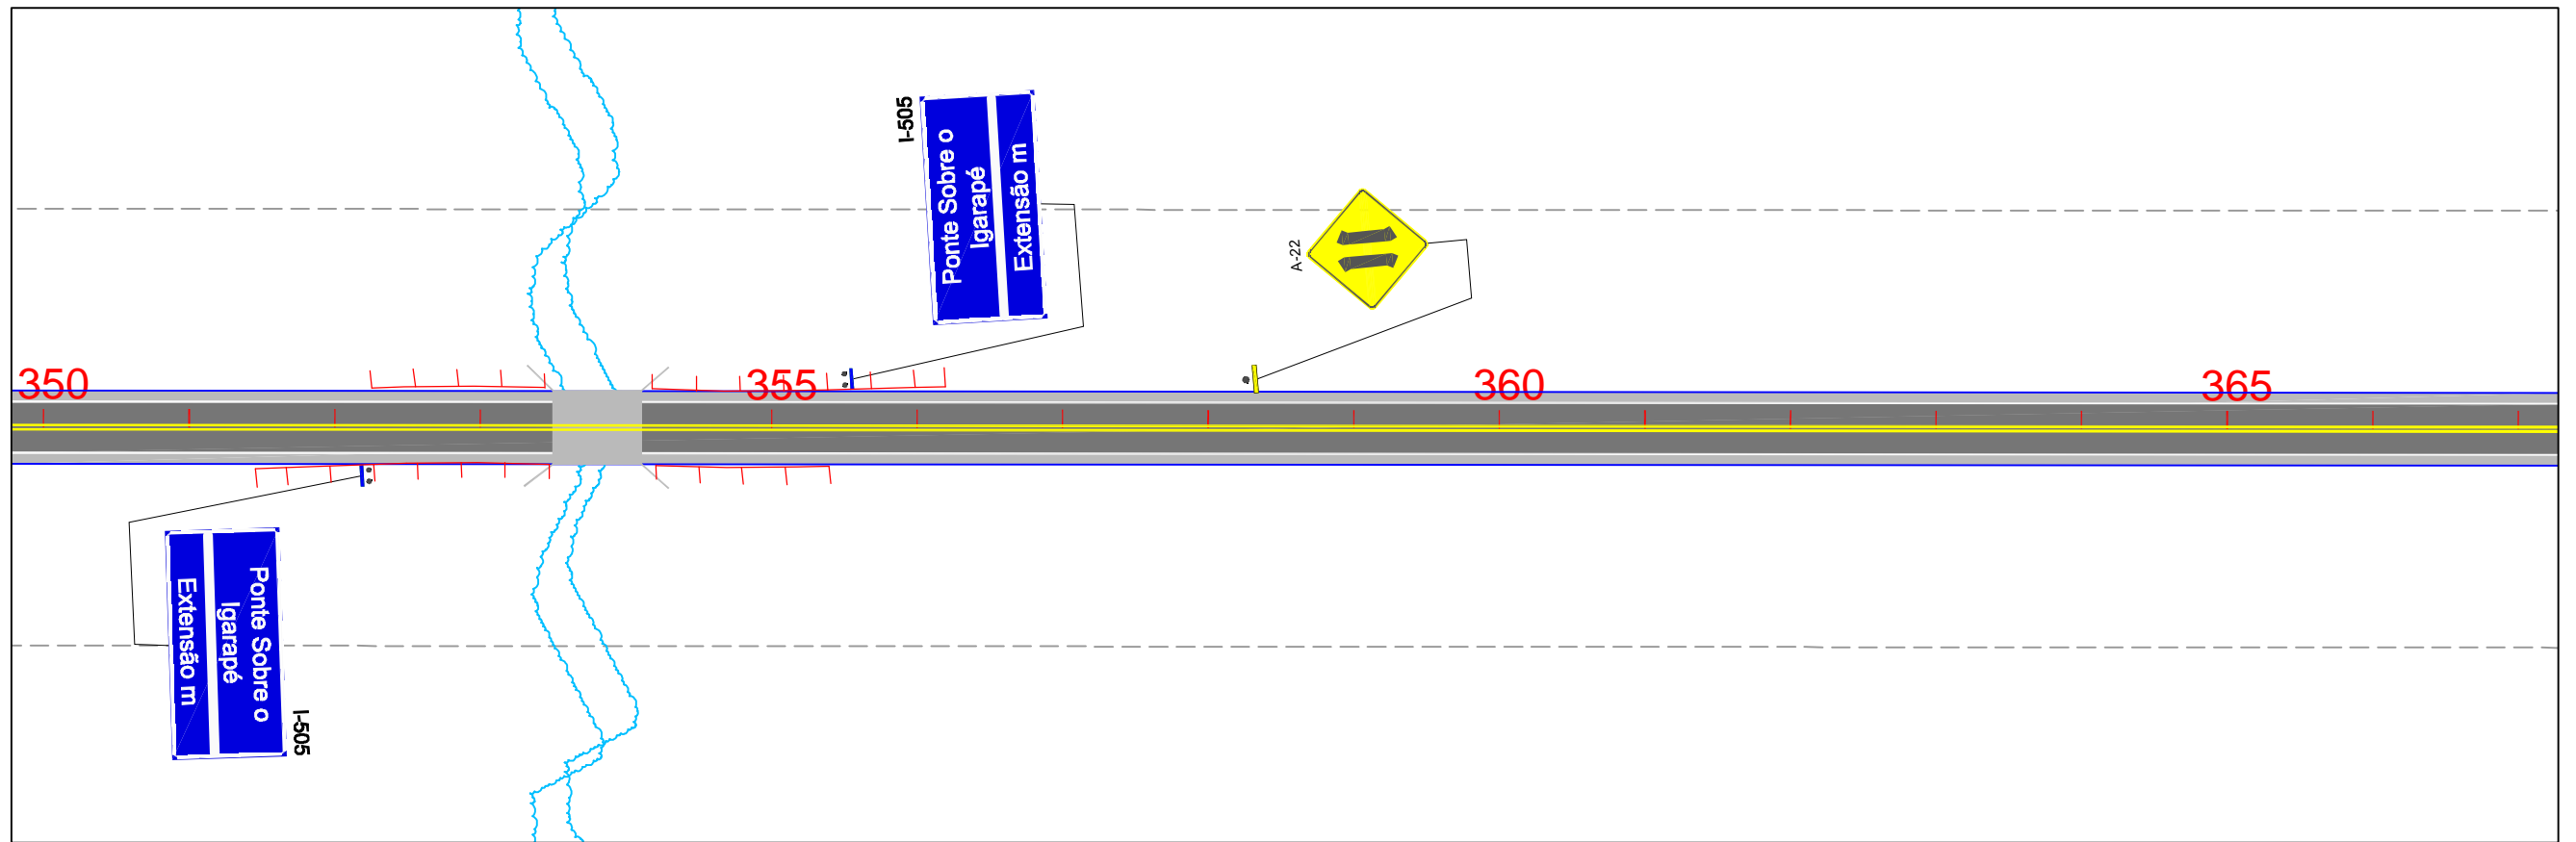 I-505
Ponte Sobre o
Igarapé
Extensão m
A-22
350
355
360
365
Ponte Sobre o
Igarapé
Extensão m
I-505